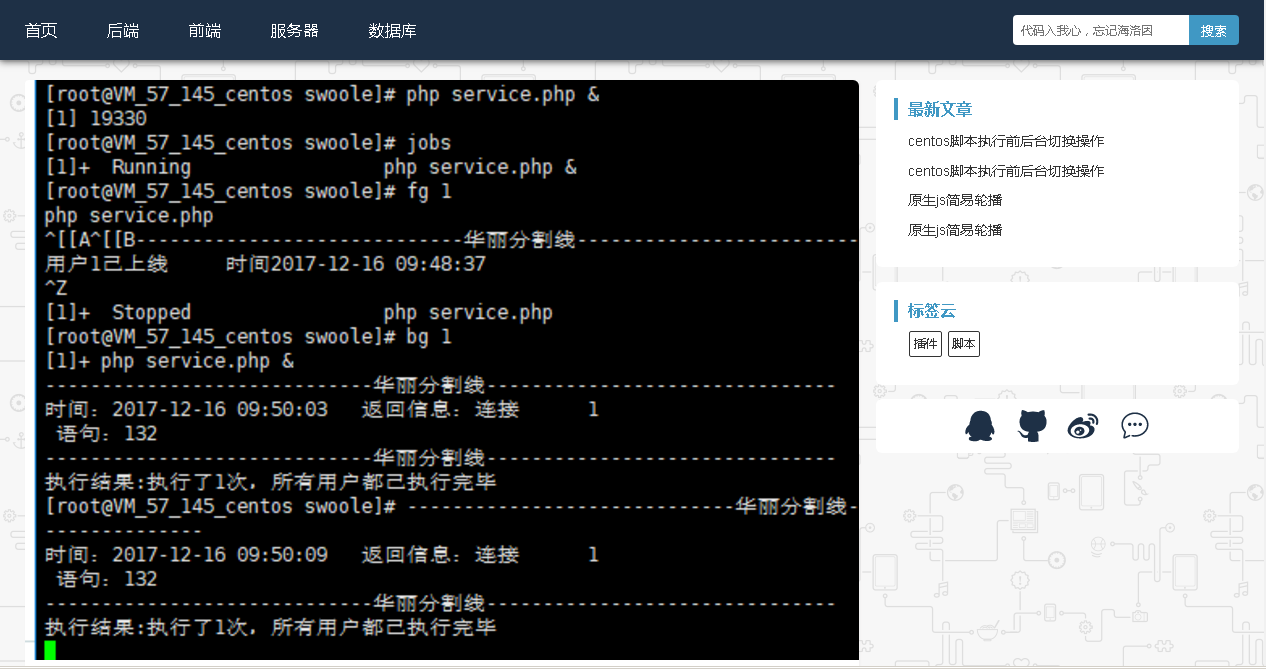 首页 后端 前端 服务器 数据库 代码入我心，忘记海洛因 搜索
[root@VM_57_145_centos swoole]# php service.php &
[1] 19330
[root@VM_57_145_centos swoole]# jobs
[1]+  Running                 php service.php &
[root@VM_57_145_centos swoole]# fg 1
php service.php
^[[A^[[B-----------------------------华丽分割线-------------------------
用户1已上线     时间2017-12-16 09:48:37
^Z
[1]+  Stopped                 php service.php
[root@VM_57_145_centos swoole]# bg 1
[1]+ php service.php &
-----------------------------华丽分割线-------------------------------
时间：2017-12-16 09:50:03   返回信息：连接      1
 语句：132
-----------------------------华丽分割线-------------------------------
执行结果:执行了1次，所有用户都已执行完毕
[root@VM_57_145_centos swoole]# -----------------------------华丽分割线-
--------------
时间：2017-12-16 09:50:09   返回信息：连接      1
 语句：132
-----------------------------华丽分割线-------------------------------
执行结果:执行了1次，所有用户都已执行完毕
最新文章
centos脚本执行前后台切换操作
centos脚本执行前后台切换操作
原生js简易轮播
原生js简易轮播
标签云
插件 脚本